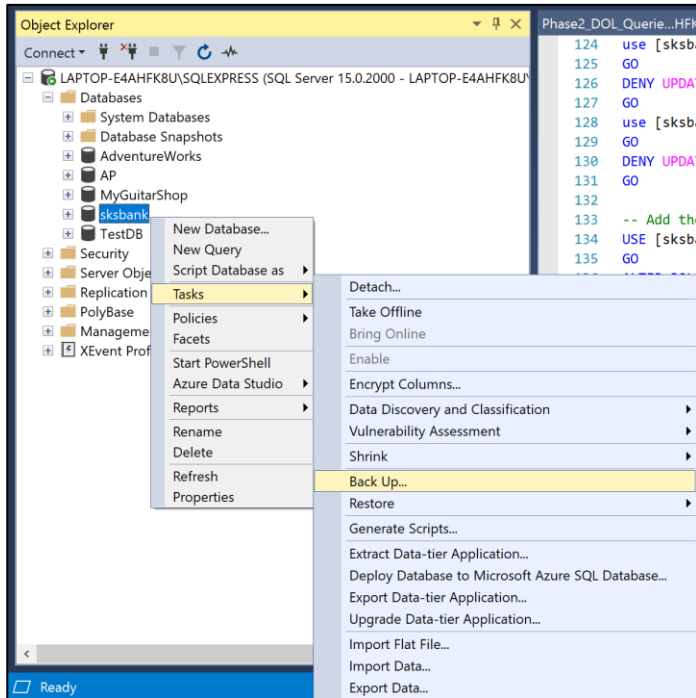 Object Explorer
Connect
LAPTOP-E4AHFK8U\SQLEXPRESS (SQL Server 15.0.2000 - LAPTOP-E4AHFK8U\
Databases
System Databases
Database Snapshots
AdventureWorks
AP
MyGuitarShop
sksbank
TestDB
Security
Server Obje
Replication
PolyBase
Manageme
XEvent Prof
Ready
New Database...
New Query
Script Database as
Tasks
Policies
Facets
Start PowerShell
Azure Data Studio
Reports
Rename
Delete
Refresh
Properties
Detach...
Take Offline
Bring Online
Enable
Encrypt Columns...
Data Discovery and Classification
Vulnerability Assessment
Shrink
Back Up...
Restore
Generate Scripts...
Extract Data-tier Application...
Deploy Database to Microsoft Azure SQL Database...
Export Data-tier Application...
Upgrade Data-tier Application...
Import Flat File...
Import Data...
Export Data...
Phase2_DOL_Querie...HFK
124 use [sksba
125 GO
126 DENY UPDA
127 GO
128 use [sksba
129 GO
130 DENY UPDA
131 GO
132
133 -- Add the
134 USE [sksb
135 GO